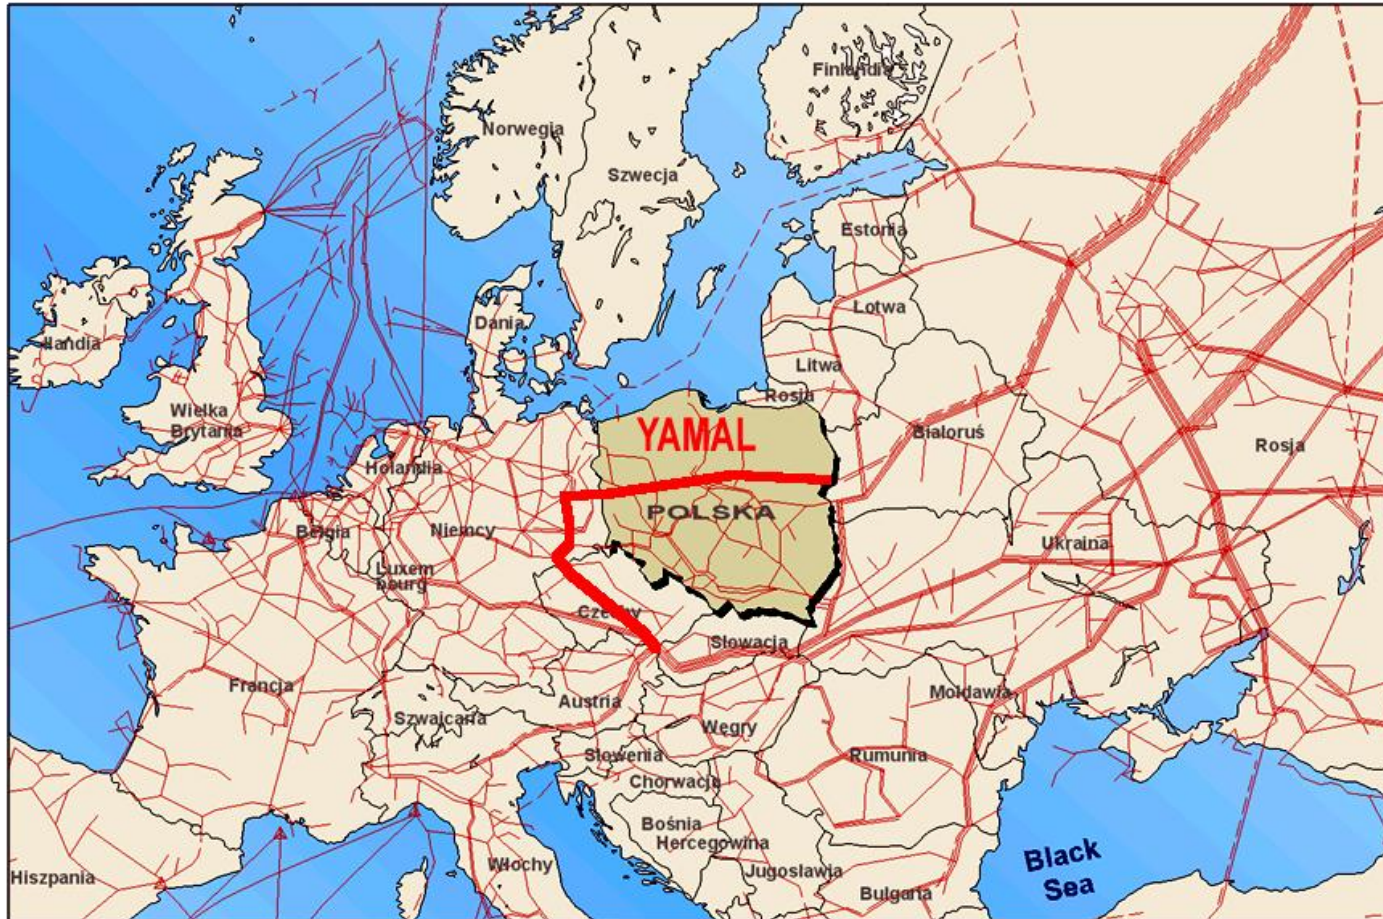 Finlandia
Norwegia
Szwecja
Estonia
Łotwa
Dania
Irlandia
Litwa
Rosja
Wielka
Brytania
YAMAL
Białoruś
Rosja
Holandia
POLSKA
Belgia
Niemcy
Ukraina
Luxem
bourg
Czechy
Słowacja
Francja
Austria
Mołdawia
Szwajcaria
Węgry
Słowenia
Rumunia
Chorwacja
Bośnia
Hercegowina
Black
Sea
Włochy
Jugosławia
Hiszpania
Bułgaria